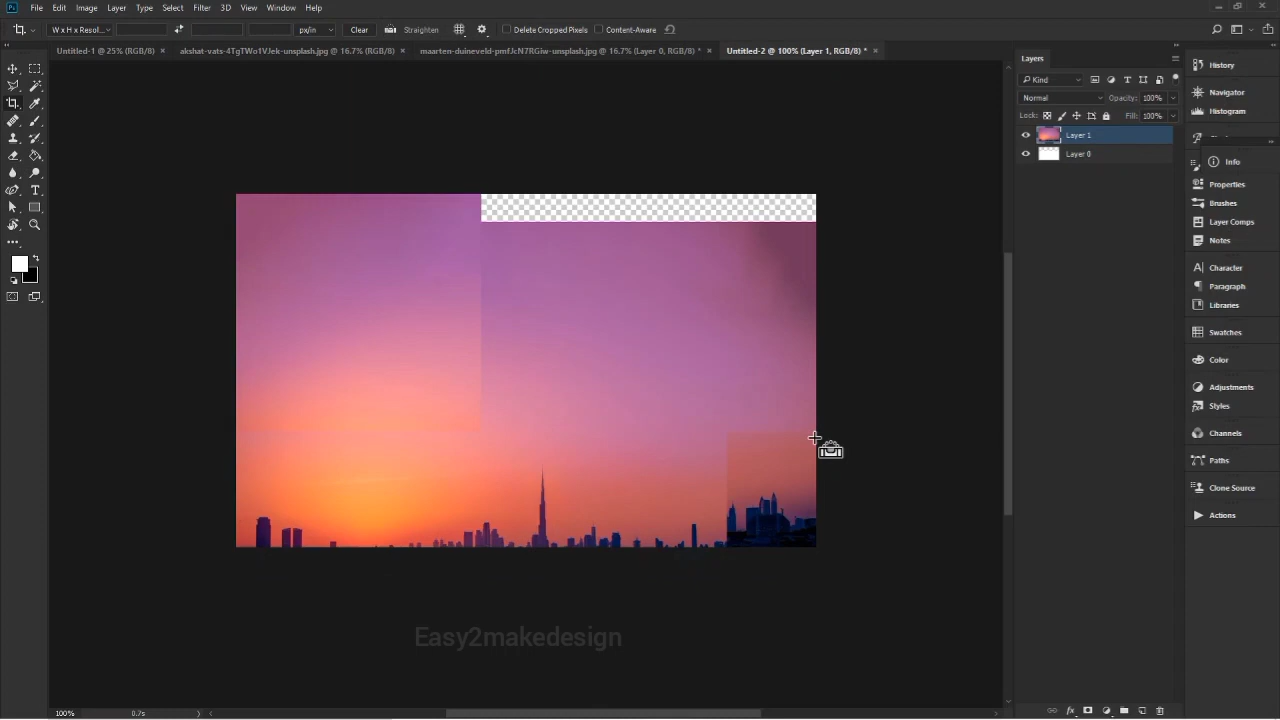 Ps File Edit Image Layer Type Select Filter 3D View Window Help
W x H x Resol... px/in Clear Straighten Delete Cropped Pixels Content-Aware
Untitled-1 @ 25% (RGB/8) × akshat-vats-4TgTWo1VJek-unsplash.jpg @ 16.7% (RGB/8) × maarten-duineveld-pmfJcN7RGiw-unsplash.jpg @ 16.7% (Layer 0, RGB/8) * × Untitled-2 @ 100% (Layer 1, RGB/8) * ×
Layers
Kind
Normal Opacity: 100%
Lock: Fill: 100%
Layer 1
Layer 0
History
Navigator
Histogram
Info
Properties
Brushes
Layer Comps
Notes
Character
Paragraph
Libraries
Swatches
Color
Adjustments
Styles
Channels
Paths
Clone Source
Actions
Easy2makedesign
100% 0.7s